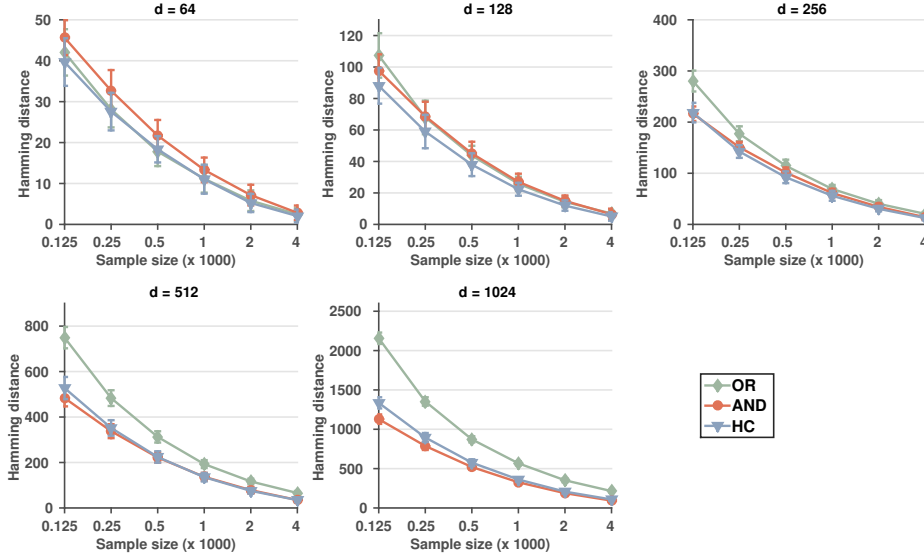 d = 64
50
40
30
20
10
0
Hamming distance
0.125 0.25 0.5 1 2 4
Sample size (x 1000)
d = 128
120
100
80
60
40
20
0
Hamming distance
0.125 0.25 0.5 1 2 4
Sample size (x 1000)
d = 256
400
300
200
100
0
Hamming distance
0.125 0.25 0.5 1 2 4
Sample size (x 1000)
d = 512
800
600
400
200
0
Hamming distance
0.125 0.25 0.5 1 2 4
Sample size (x 1000)
d = 1024
2500
2000
1500
1000
500
0
Hamming distance
0.125 0.25 0.5 1 2 4
Sample size (x 1000)
OR
AND
HC